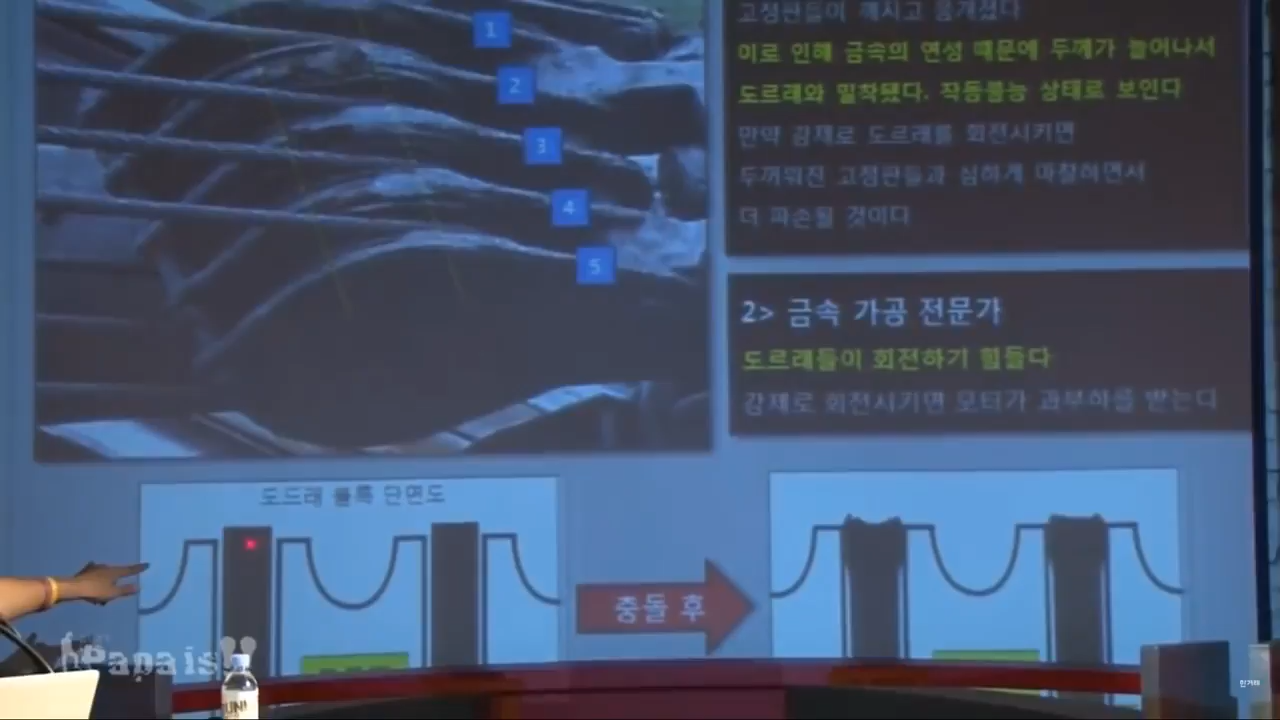 고정판들이 깨지고 뭉개졌다
이로 인해 금속의 연성 때문에 두께가 늘어나서
도르래와 밀착됐다. 작동불능 상태로 보인다
만약 강제로 도르래를 회전시키면
두꺼워진 고정판들과 심하게 마찰하면서
더 파손될 것이다
1
2
3
4
5
2> 금속 가공 전문가
도르래들이 회전하기 힘들다
강제로 회전시키면 모터가 과부하를 받는다
도드래 블록 단면도
충돌 후
Papais
한겨레